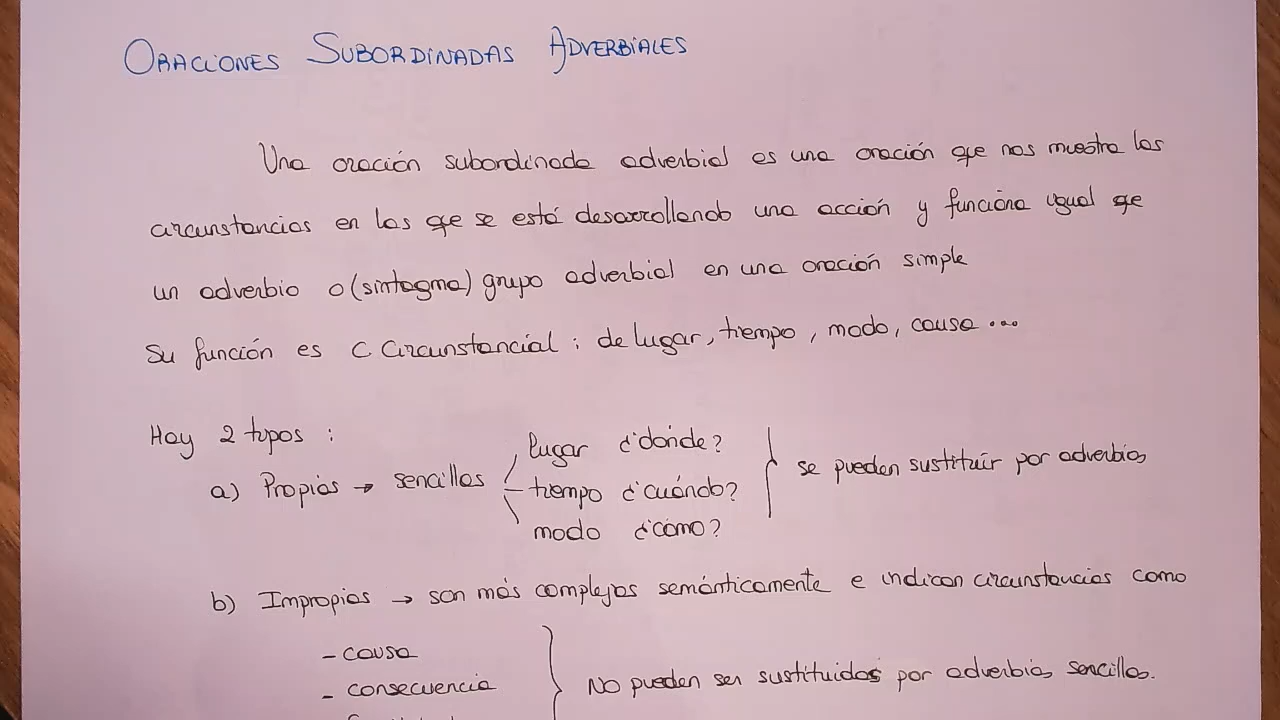 ORACIONES SUBORDINADAS ADVERBIALES
Una oración subordinada adverbial es una oración que nos muestra las
circunstancias en las que se está desarrollando una acción y funciona igual que
un adverbio o (sintagma) grupo adverbial en una oración simple
Su función es C Circunstancial: de lugar, tiempo, modo, causa ...
Hay 2 tipos :
lugar ¿dónde?
a) Propias → sencillas tiempo ¿cuándo? se pueden sustituir por adverbios
modo ¿cómo?
b) Impropias → son más complejas semánticamente e indican circunstancias como
- causa
- consecuencia No pueden ser sustituidas por adverbios sencillos.